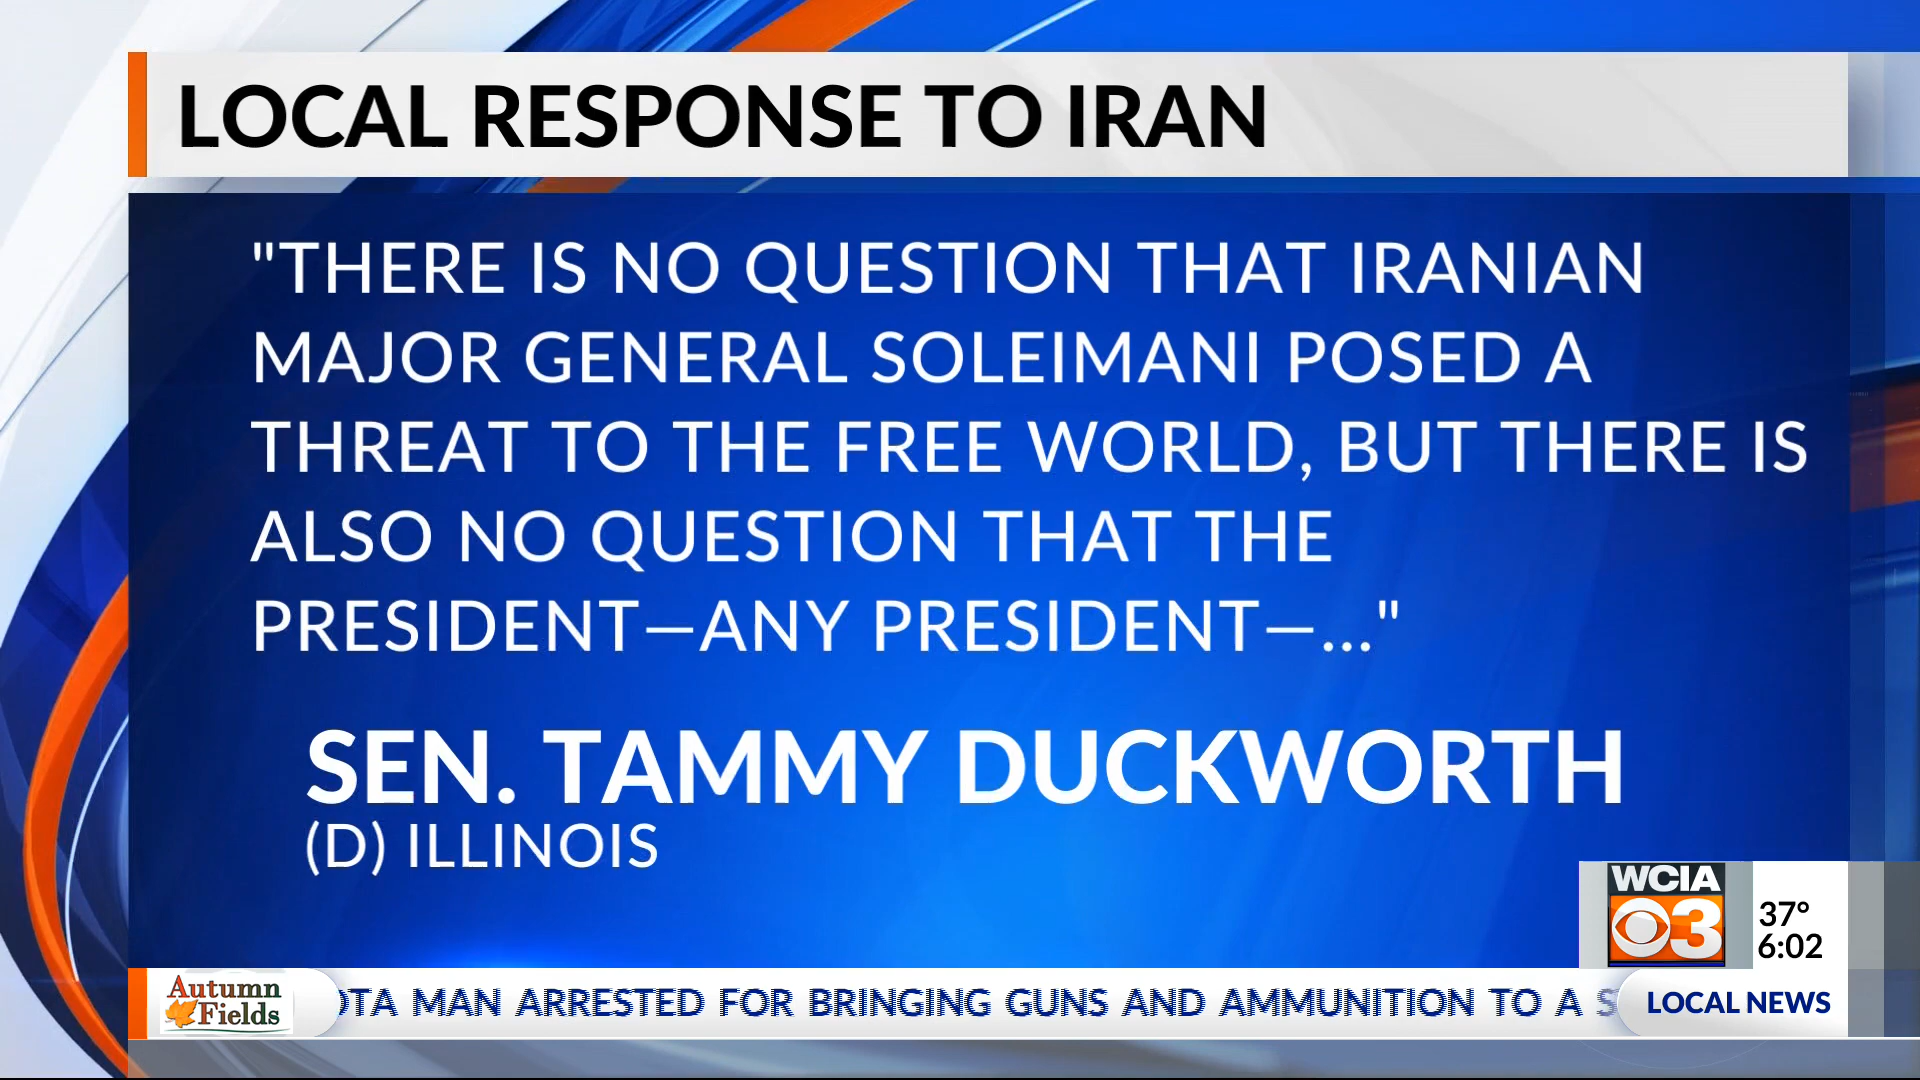 LOCAL RESPONSE TO IRAN
"THERE IS NO QUESTION THAT IRANIAN
MAJOR GENERAL SOLEIMANI POSED A
THREAT TO THE FREE WORLD, BUT THERE IS
ALSO NO QUESTION THAT THE
PRESIDENT—ANY PRESIDENT—..."
SEN. TAMMY DUCKWORTH
(D) ILLINOIS
WCIA
3
37°
6:02
Autumn
Fields
MAN ARRESTED FOR BRINGING GUNS AND AMMUNITION TO A
LOCAL NEWS